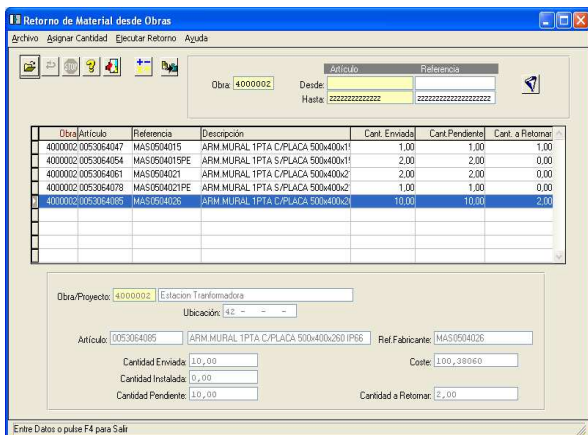 Retorno de Material desde Obras
Archivo Asignar Cantidad Ejecutar Retorno Ayuda
STOP
Artículo Referencia
Obra: 4000002 Desde:
Hasta: zzzzzzzzzzzzzz zzzzzzzzzzzzzzzzzzzz
Obra Artículo Referencia Descripción Cant. Enviada Cant.Pendiente Cant. a Retornar
4000002 0053064047 MAS0504015 ARM.MURAL 1PTA C/PLACA 500x400x1 1,00 1,00 1,00
4000002 0053064054 MAS0504015PE ARM.MURAL 1PTA S/PLACA 500x400x1 2,00 2,00 0,00
4000002 0053064061 MAS0504021 ARM.MURAL 1PTA C/PLACA 500x400x2 2,00 2,00 0,00
4000002 0053064078 MAS0504021PE ARM.MURAL 1PTA S/PLACA 500x400x2 1,00 1,00 0,00
4000002 0053064085 MAS0504026 ARM.MURAL 1PTA C/PLACA 500x400x2 10,00 10,00 2,00
Obra/Proyecto: 4000002 Estacion Tranformadora
Ubicación: 42 - - -
Artículo: 0053064085 ARM.MURAL 1PTA C/PLACA 500x400x260 IP66 Ref.Fabricante: MAS0504026
Cantidad Enviada: 10,00 Coste: 100,38060
Cantidad Instalada: 0,00
Cantidad Pendiente: 10,00 Cantidad a Retornar: 2,00
Entre Datos o pulse F4 para Salir